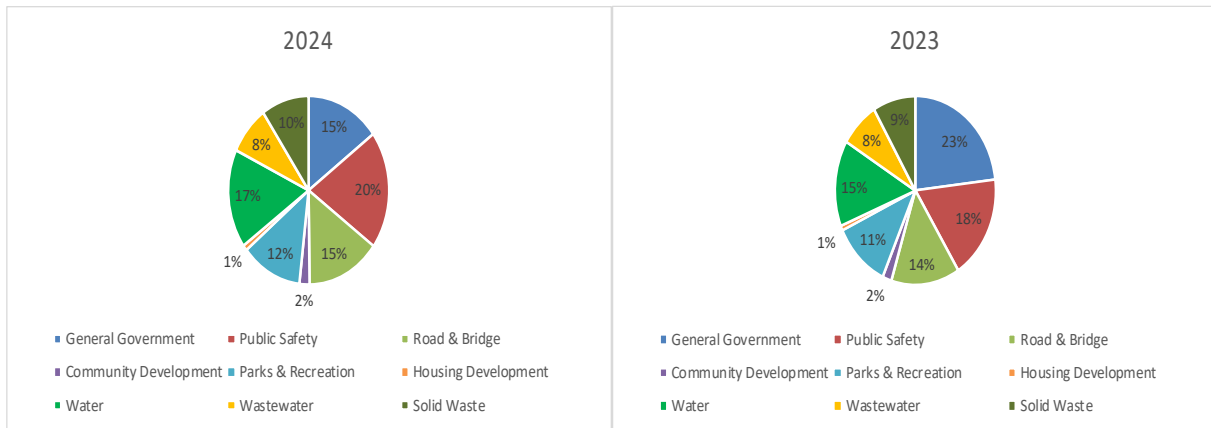 2024
10%
15%
8%
20%
17%
12%
15%
1%
2%
General Government
Public Safety
Road & Bridge
Community Development
Parks & Recreation
Housing Development
Water
Wastewater
Solid Waste
2023
9%
23%
8%
15%
18%
11%
14%
1%
2%
General Government
Public Safety
Road & Bridge
Community Development
Parks & Recreation
Housing Development
Water
Wastewater
Solid Waste